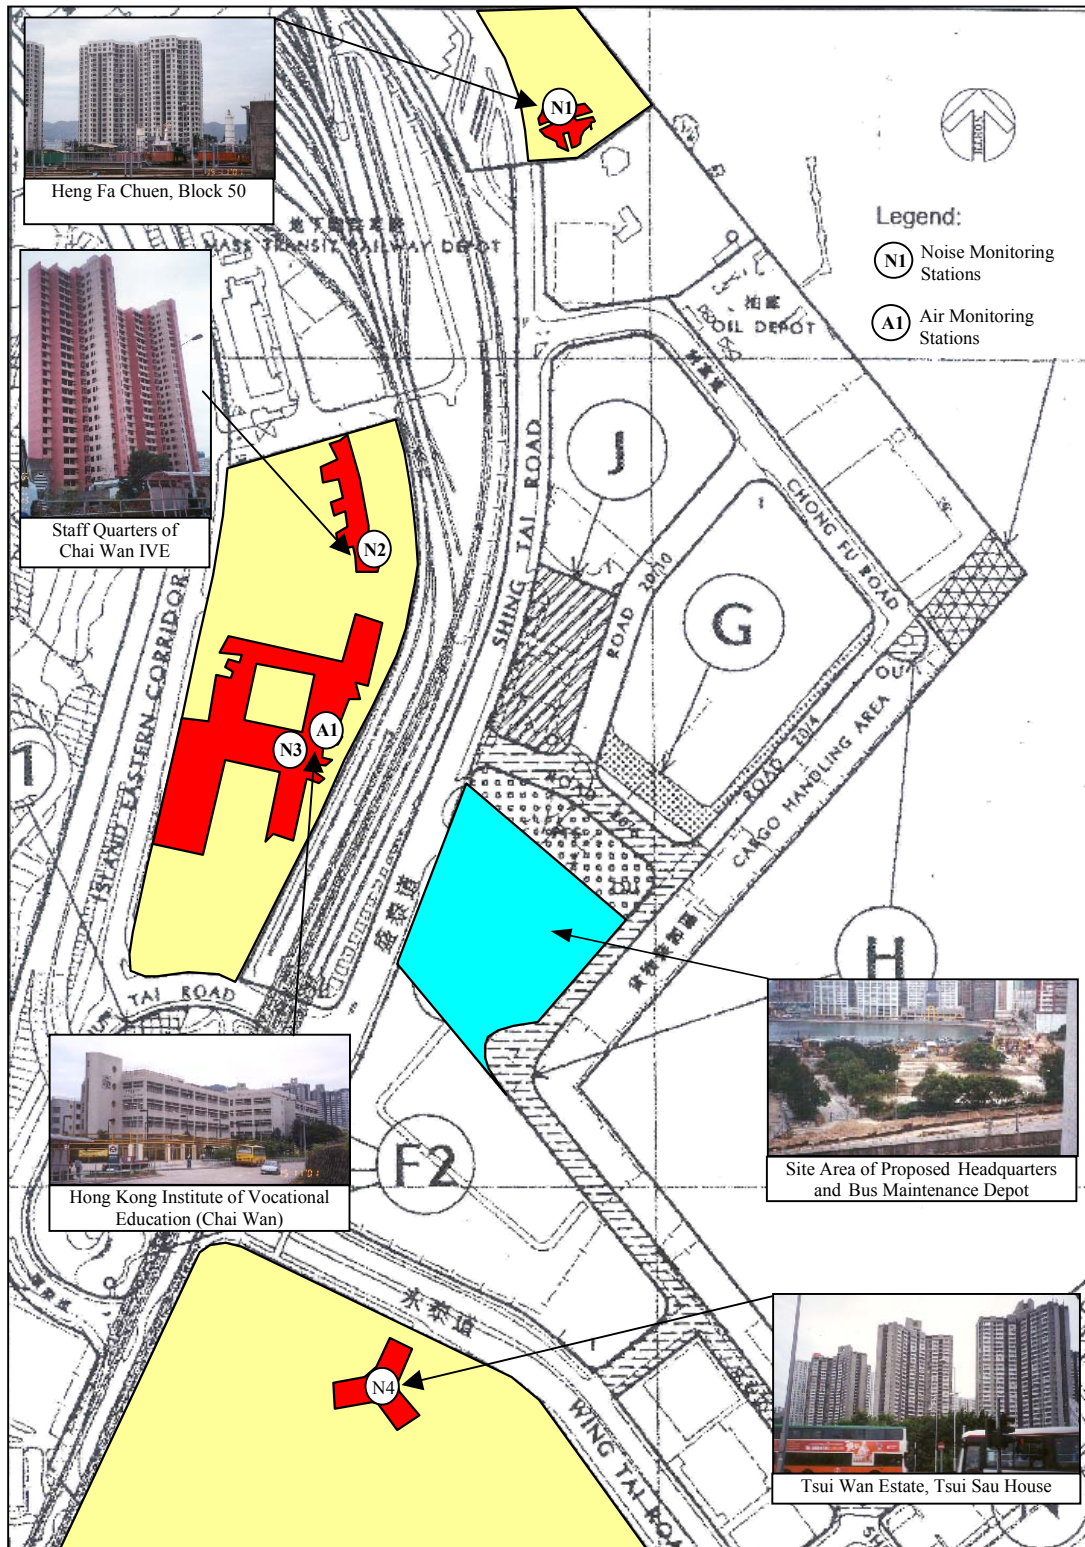 N1
Heng Fa Chuen, Block 50
NORTH
MASS TRANSIT RAILWAY DEPOT
Legend:
N1 Noise Monitoring
Stations
油庫
OIL DEPOT
A1 Air Monitoring
Stations
J
SHING TAI ROAD
CHONG FU ROAD
Staff Quarters of
Chai Wan IVE
N2
ROAD 20/10
G
ISLAND EASTERN CORRIDOR
OU
A1
N3
1
ROAD 20/4
CARGO HANDLING AREA
盛泰道
OU
H
TAI ROAD
Hong Kong Institute of Vocational
Education (Chai Wan)
F2
Site Area of Proposed Headquarters
and Bus Maintenance Depot
永泰道
N4
WING TAI ROAD
Tsui Wan Estate, Tsui Sau House